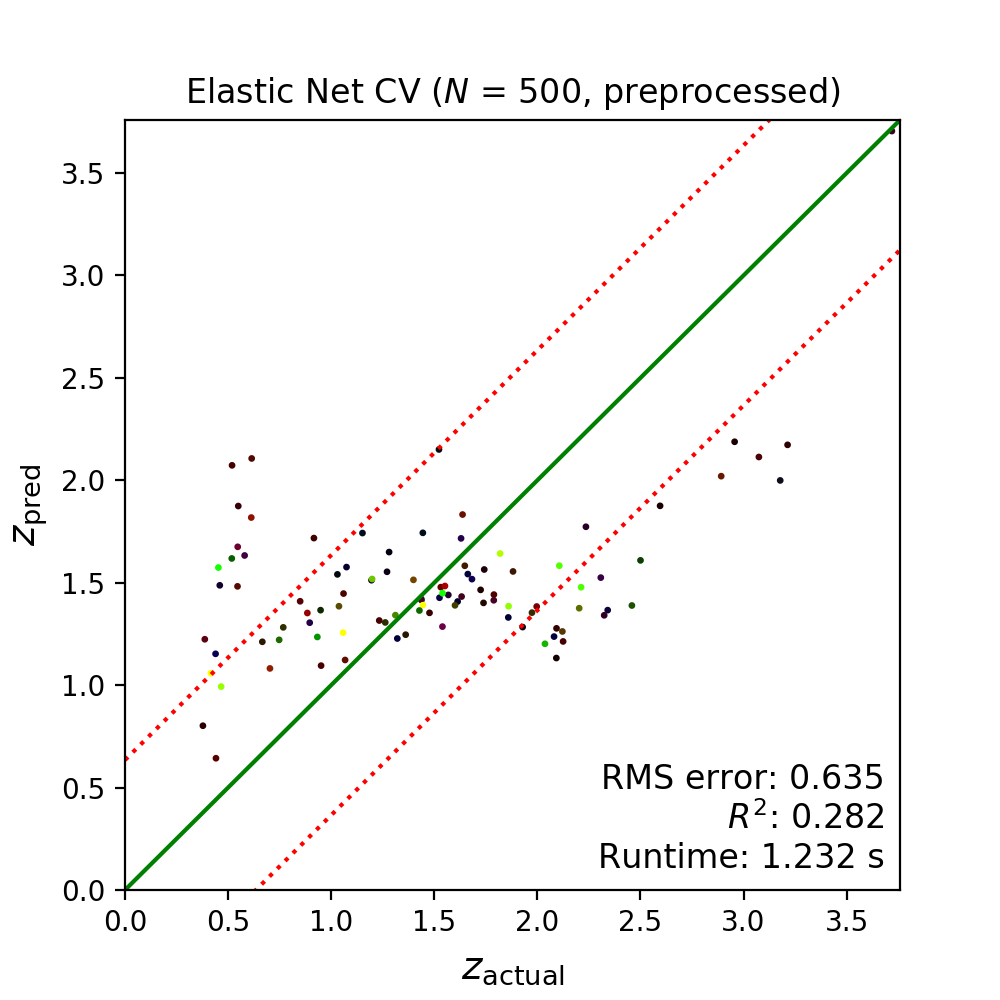 Elastic Net CV (N = 500, preprocessed)
z_pred
3.5
3.0
2.5
2.0
1.5
1.0
0.5
0.0
RMS error: 0.635
R²: 0.282
Runtime: 1.232 s
0.0 0.5 1.0 1.5 2.0 2.5 3.0 3.5
z_actual